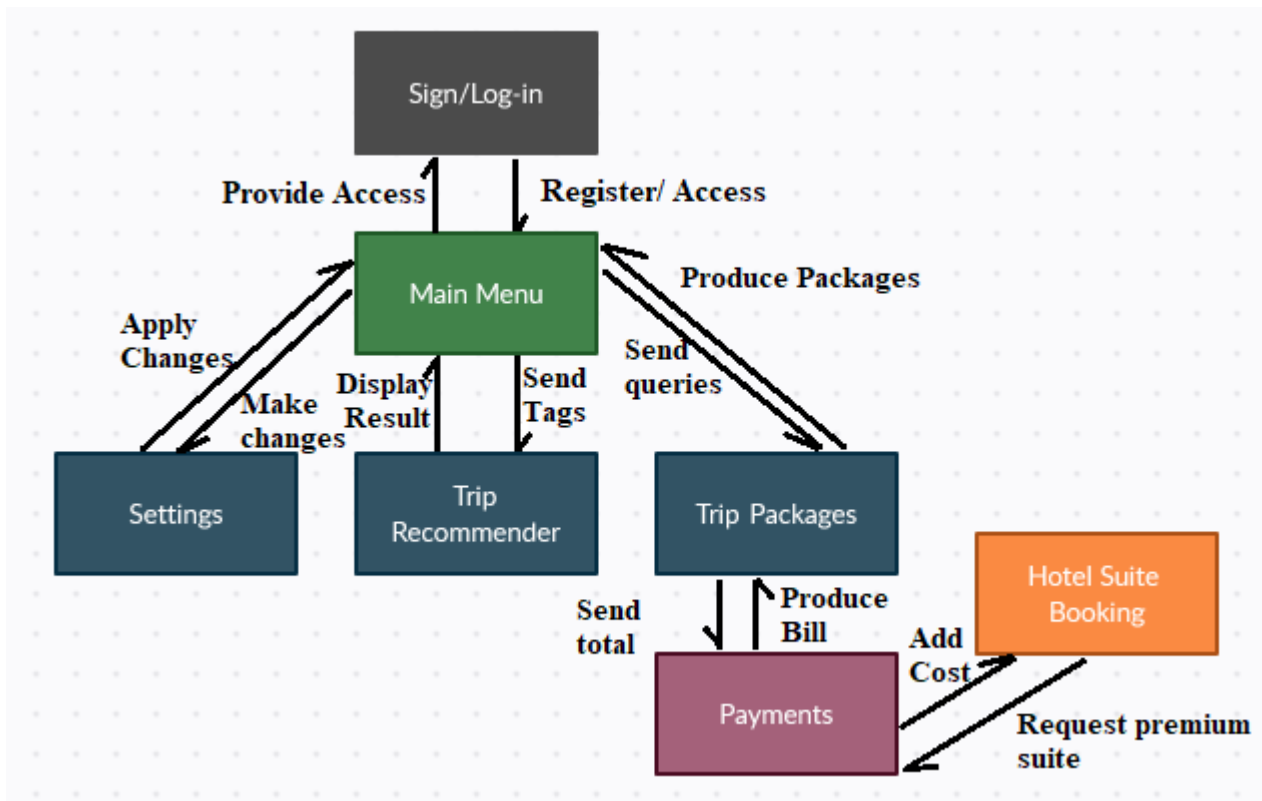 Sign/Log-in
Provide Access
Register/ Access
Main Menu
Produce Packages
Apply
Changes
Send
queries
Display
Result
Send
Tags
Make
changes
Settings
Trip
Recommender
Trip Packages
Hotel Suite
Booking
Send
total
Produce
Bill
Add
Cost
Payments
Request premium
suite